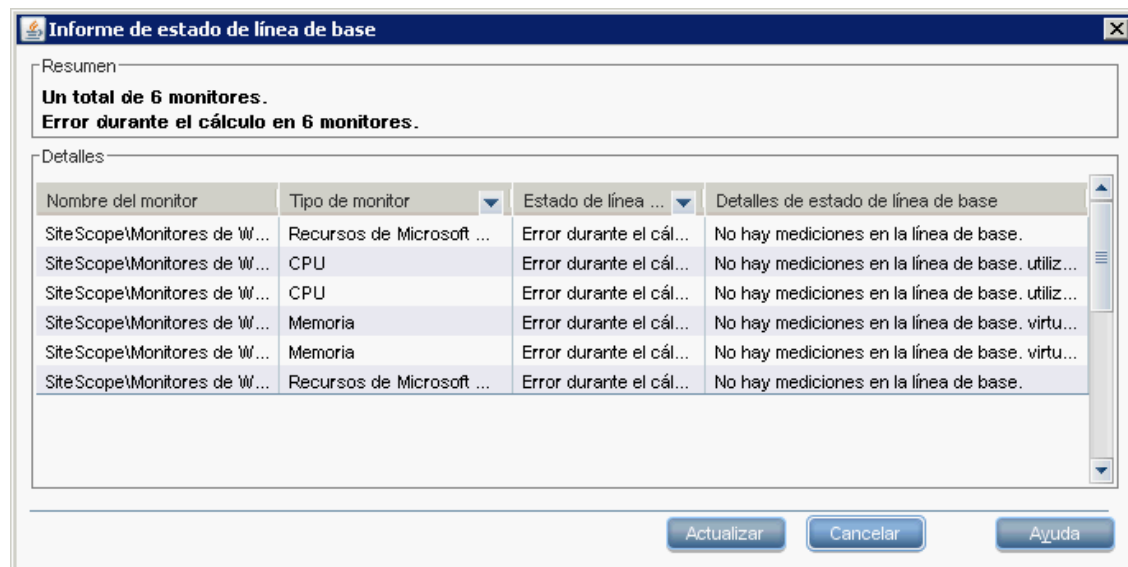 Informe de estado de línea de base
Resumen
Un total de 6 monitores.
Error durante el cálculo en 6 monitores.
Detalles
Nombre del monitor Tipo de monitor Estado de línea ... Detalles de estado de línea de base
SiteScope\Monitores de W... Recursos de Microsoft ... Error durante el cál... No hay mediciones en la línea de base.
SiteScope\Monitores de W... CPU Error durante el cál... No hay mediciones en la línea de base. utiliz...
SiteScope\Monitores de W... CPU Error durante el cál... No hay mediciones en la línea de base. utiliz...
SiteScope\Monitores de W... Memoria Error durante el cál... No hay mediciones en la línea de base. virtu...
SiteScope\Monitores de W... Memoria Error durante el cál... No hay mediciones en la línea de base. virtu...
SiteScope\Monitores de W... Recursos de Microsoft ... Error durante el cál... No hay mediciones en la línea de base.
Actualizar Cancelar Ayuda